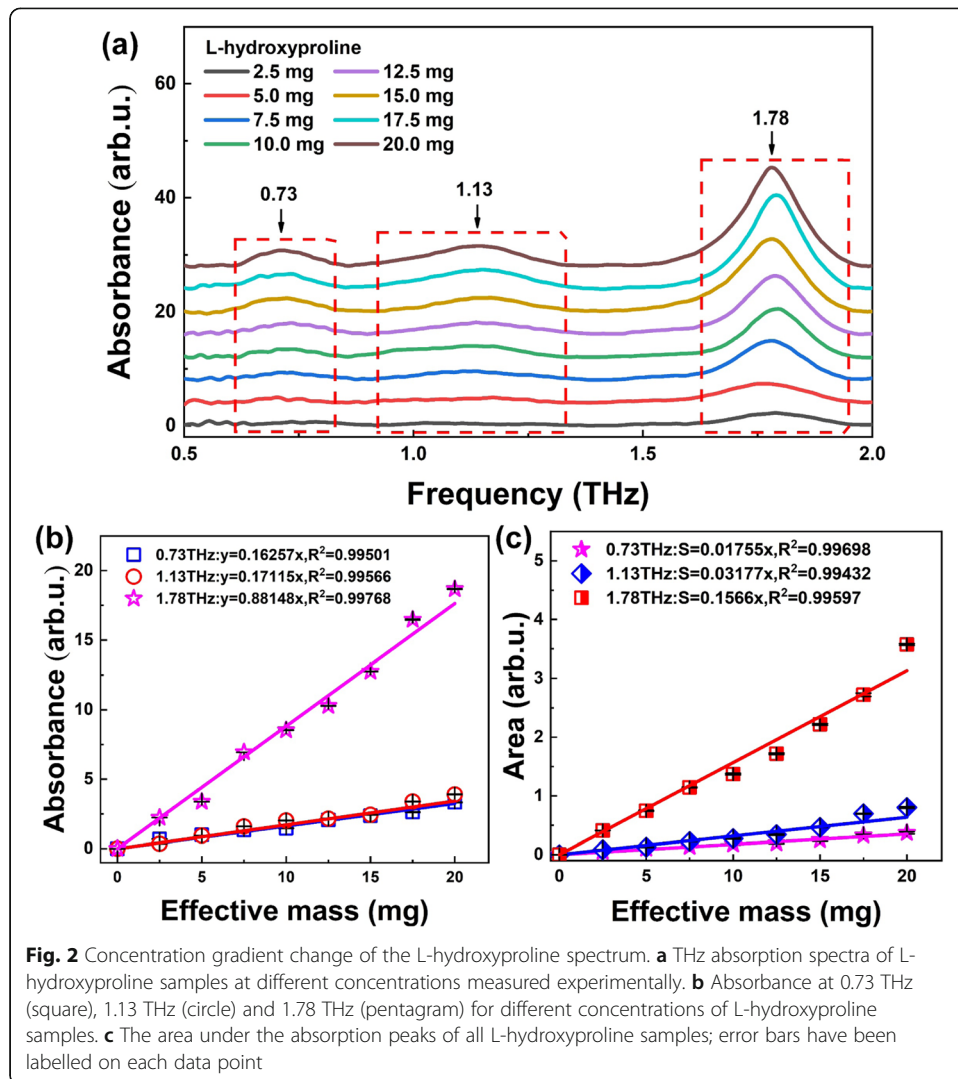 (a)
L-hydroxyproline
2.5 mg 12.5 mg
5.0 mg 15.0 mg
7.5 mg 17.5 mg
10.0 mg 20.0 mg
0.73
1.13
1.78
60
40
20
0
Absorbance (arb.u.)
0.5 1.0 1.5 2.0
Frequency (THz)
(b)
0.73THz:y=0.16257x,R²=0.99501
1.13THz:y=0.17115x,R²=0.99566
1.78THz:y=0.88148x,R²=0.99768
20
15
10
5
0
Absorbance (arb.u.)
0 5 10 15 20
Effective mass (mg)
(c)
0.73THz:S=0.01755x,R²=0.99698
1.13THz:S=0.03177x,R²=0.99432
1.78THz:S=0.1566x,R²=0.99597
5
4
3
2
1
0
Area (arb.u.)
0 5 10 15 20
Effective mass (mg)
Fig. 2 Concentration gradient change of the L-hydroxyproline spectrum. a THz absorption spectra of L-
hydroxyproline samples at different concentrations measured experimentally. b Absorbance at 0.73 THz
(square), 1.13 THz (circle) and 1.78 THz (pentagram) for different concentrations of L-hydroxyproline
samples. c The area under the absorption peaks of all L-hydroxyproline samples; error bars have been
labelled on each data point